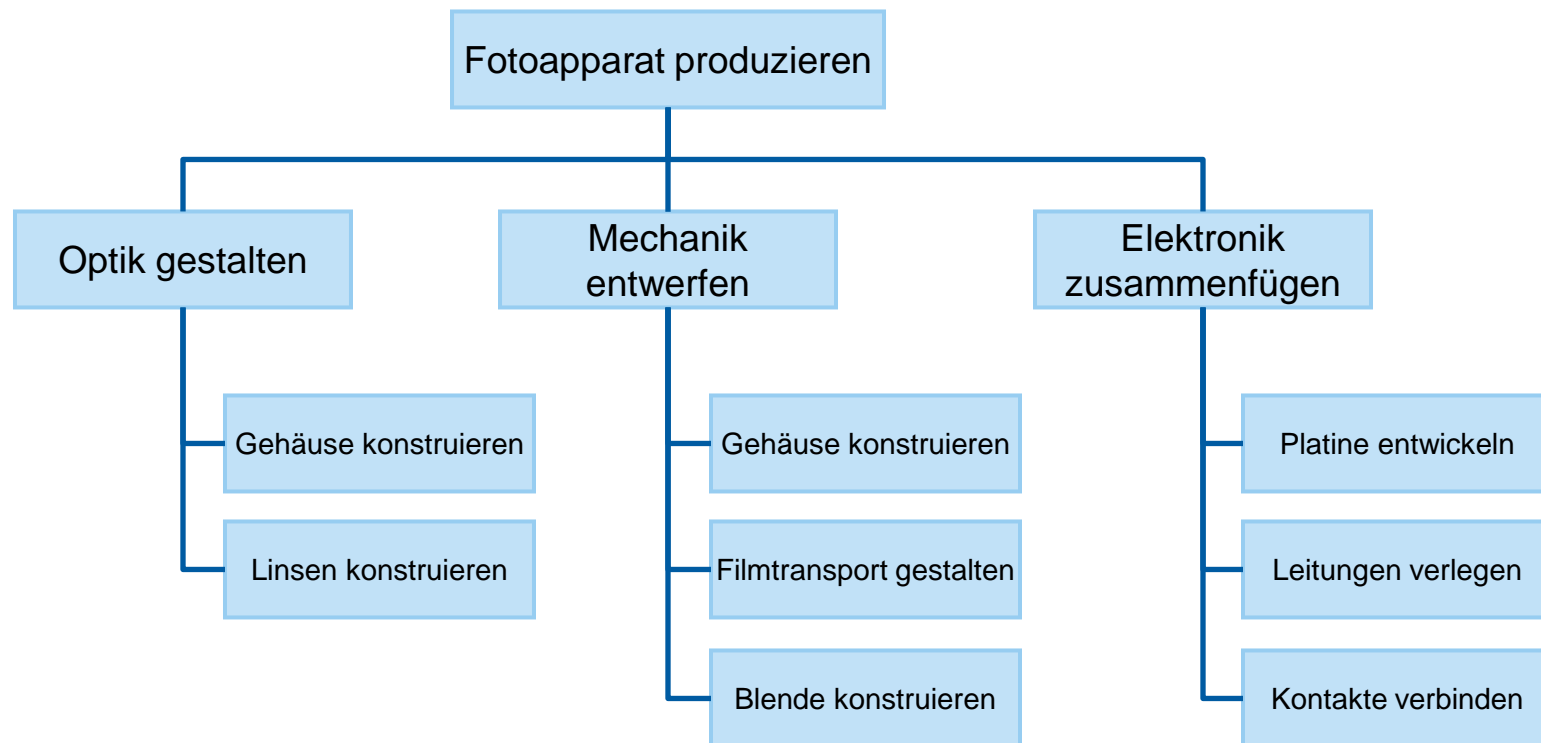 Fotoapparat produzieren
Optik gestalten
Mechanik
entwerfen
Elektronik
zusammenfügen
Gehäuse konstruieren
Linsen konstruieren
Gehäuse konstruieren
Filmtransport gestalten
Blende konstruieren
Platine entwickeln
Leitungen verlegen
Kontakte verbinden